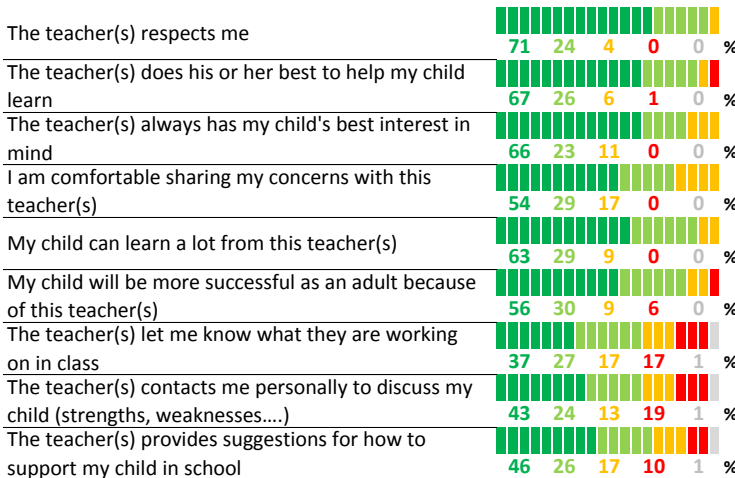 The teacher(s) respects me
71 24 4 0 0 %
The teacher(s) does his or her best to help my child
learn
67 26 6 1 0 %
The teacher(s) always has my child's best interest in
mind
66 23 11 0 0 %
I am comfortable sharing my concerns with this
teacher(s)
54 29 17 0 0 %
My child can learn a lot from this teacher(s)
63 29 9 0 0 %
My child will be more successful as an adult because
of this teacher(s)
56 30 9 6 0 %
The teacher(s) let me know what they are working
on in class
37 27 17 17 1 %
The teacher(s) contacts me personally to discuss my
child (strengths, weaknesses....)
43 24 13 19 1 %
The teacher(s) provides suggestions for how to
support my child in school
46 26 17 10 1 %